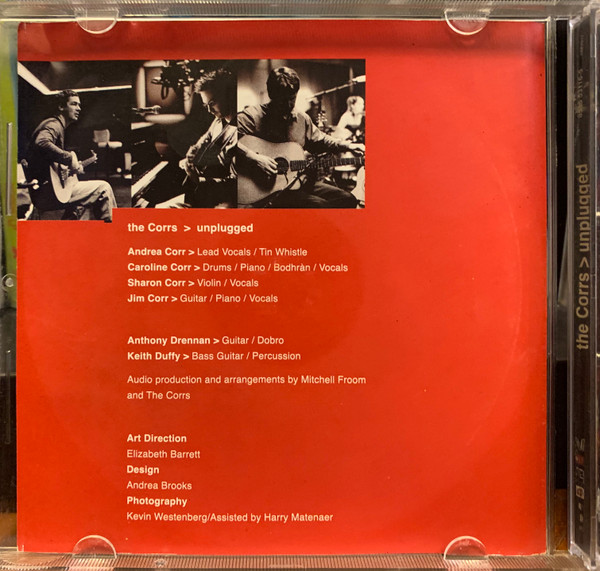 the Corrs > unplugged
Andrea Corr > Lead Vocals / Tin Whistle
Caroline Corr > Drums / Piano / Bodhràn / Vocals
Sharon Corr > Violin / Vocals
Jim Corr > Guitar / Piano / Vocals
Anthony Drennan > Guitar / Dobro
Keith Duffy > Bass Guitar / Percussion
Audio production and arrangements by Mitchell Froom
and The Corrs
Art Direction
Elizabeth Barrett
Design
Andrea Brooks
Photography
Kevin Westenberg/Assisted by Harry Matenaer
the Corrs > unplugged